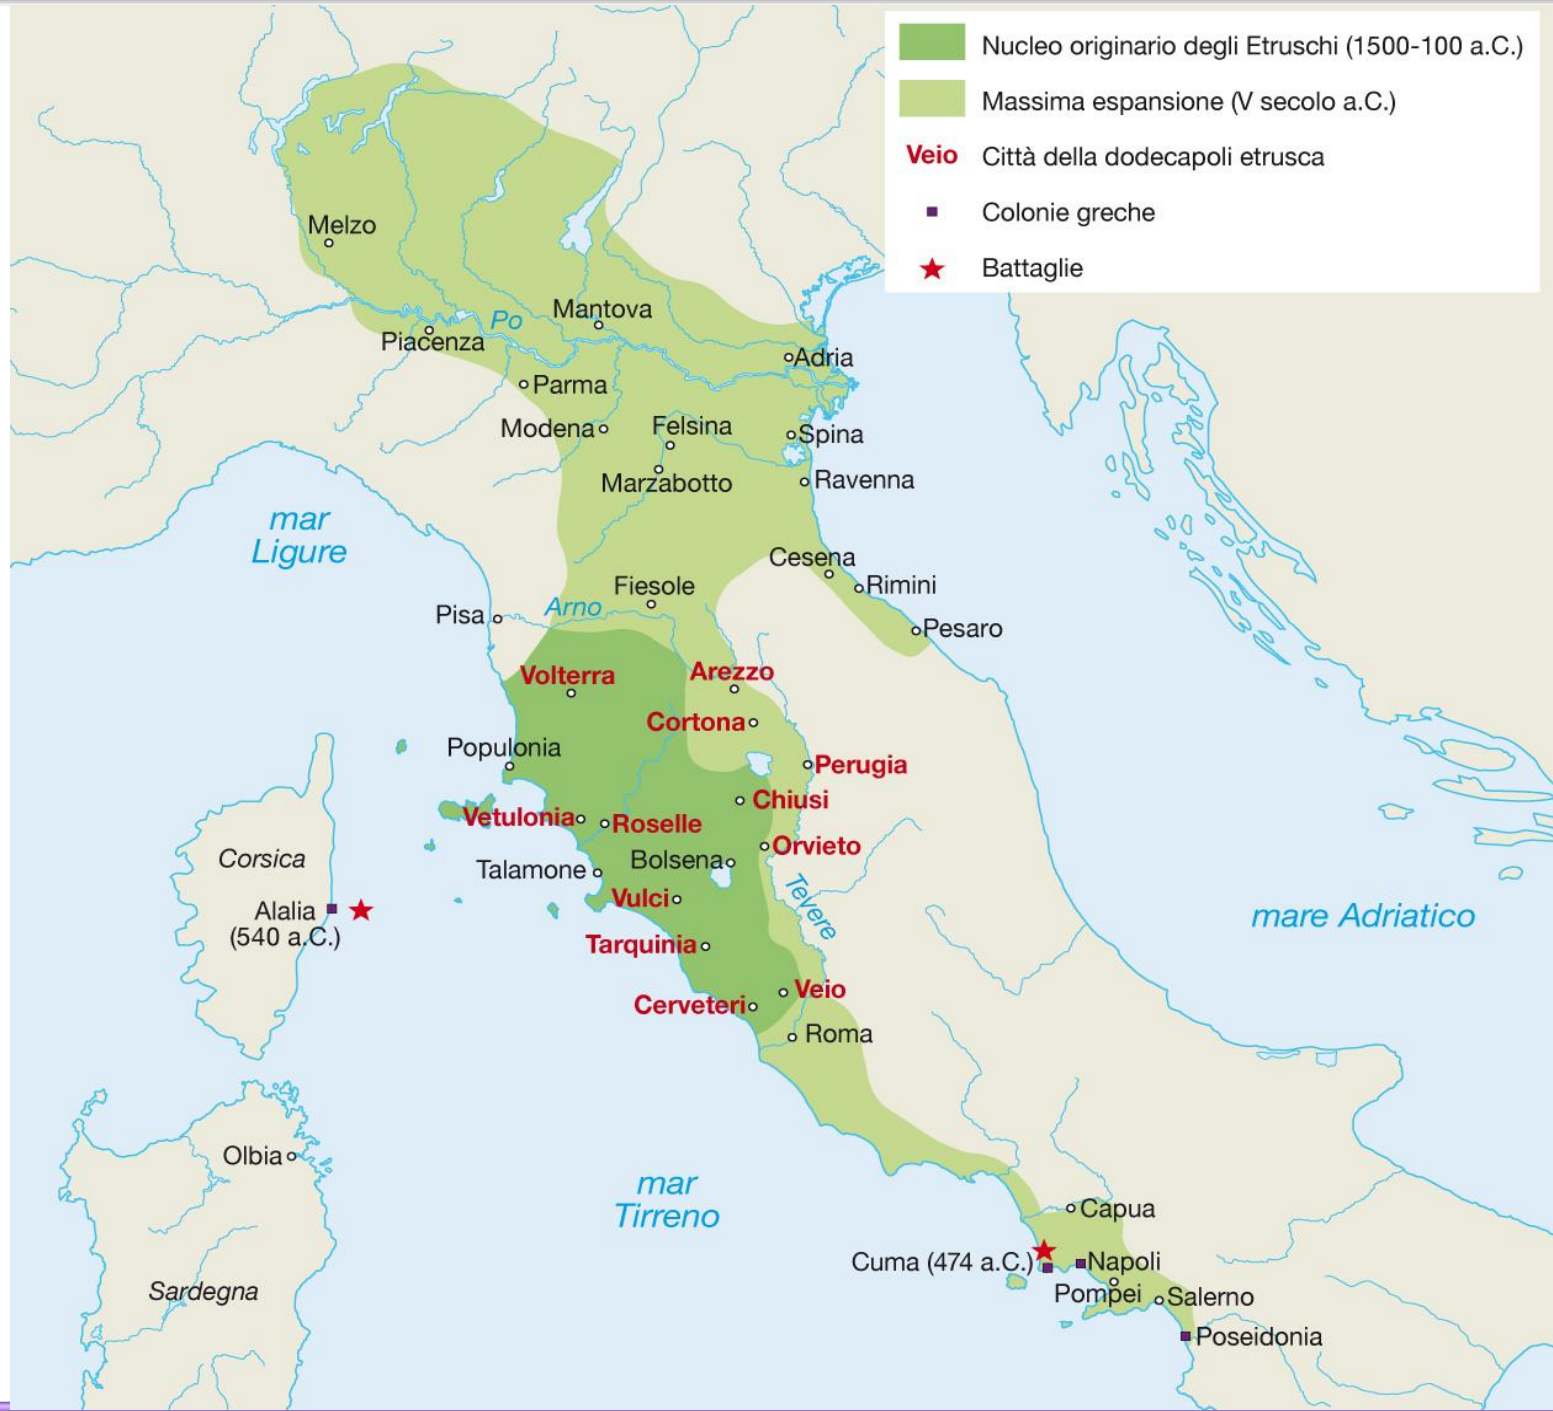 Nucleo originario degli Etruschi (1500-100 a.C.)
Massima espansione (V secolo a.C.)
Veio Città della dodecapoli etrusca
Colonie greche
Battaglie
Melzo
Mantova
Po
Piacenza
Adria
Parma
Modena
Felsina
Spina
Marzabotto
Ravenna
mar
Ligure
Cesena
Rimini
Fiesole
Arno
Pisa
Pesaro
Volterra
Arezzo
Cortona
Populonia
Perugia
Chiusi
Vetulonia
Roselle
Orvieto
Corsica
Bolsena
Talamone
Vulci
Tevere
Alalia
(540 a.C.)
mare Adriatico
Tarquinia
Veio
Cerveteri
Roma
Olbia
mar
Tirreno
Capua
Cuma (474 a.C.)
Napoli
Sardegna
Pompei
Salerno
Poseidonia